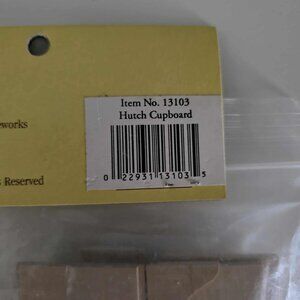 Item No. 13103
Hutch Cupboard
eworks
0 22931 13103 5
s Reserved